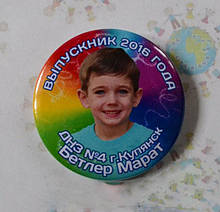 ВЫПУСКНИК 2016 ГОДА
ДНЗ №4 г.Купянск
Бетлер Марат